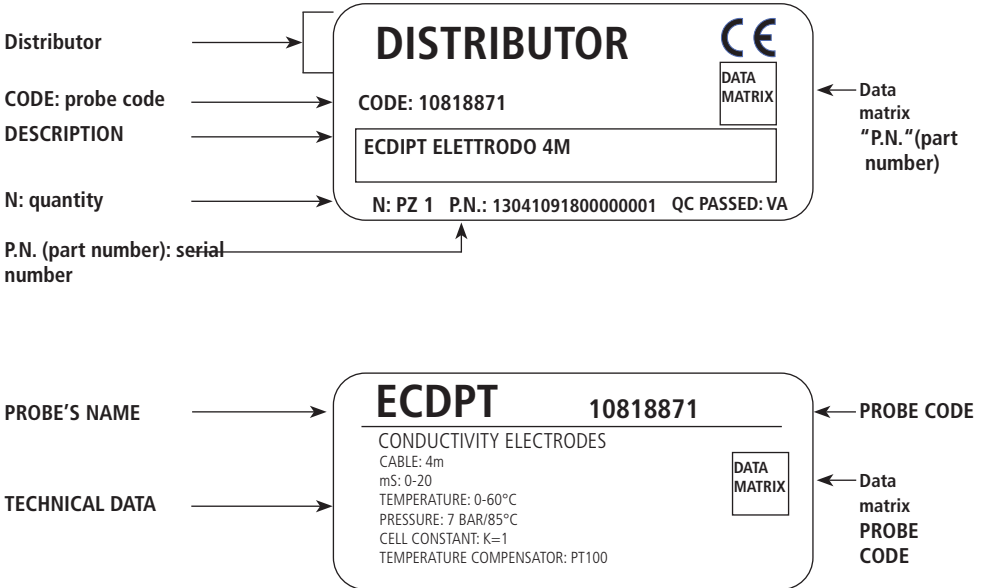 Distributor
CODE: probe code
DESCRIPTION
N: quantity
P.N. (part number): serial
number
DISTRIBUTOR
CE
DATA
MATRIX
CODE: 10818871
ECDIPT ELETTRODO 4M
N: PZ 1 P.N.: 13041091800000001 QC PASSED: VA
Data
matrix
"P.N."(part
number)
PROBE'S NAME
TECHNICAL DATA
ECDPT 10818871
CONDUCTIVITY ELECTRODES
CABLE: 4m
mS: 0-20
TEMPERATURE: 0-60°C
PRESSURE: 7 BAR/85°C
CELL CONSTANT: K=1
TEMPERATURE COMPENSATOR: PT100
DATA
MATRIX
PROBE CODE
Data
matrix
PROBE
CODE